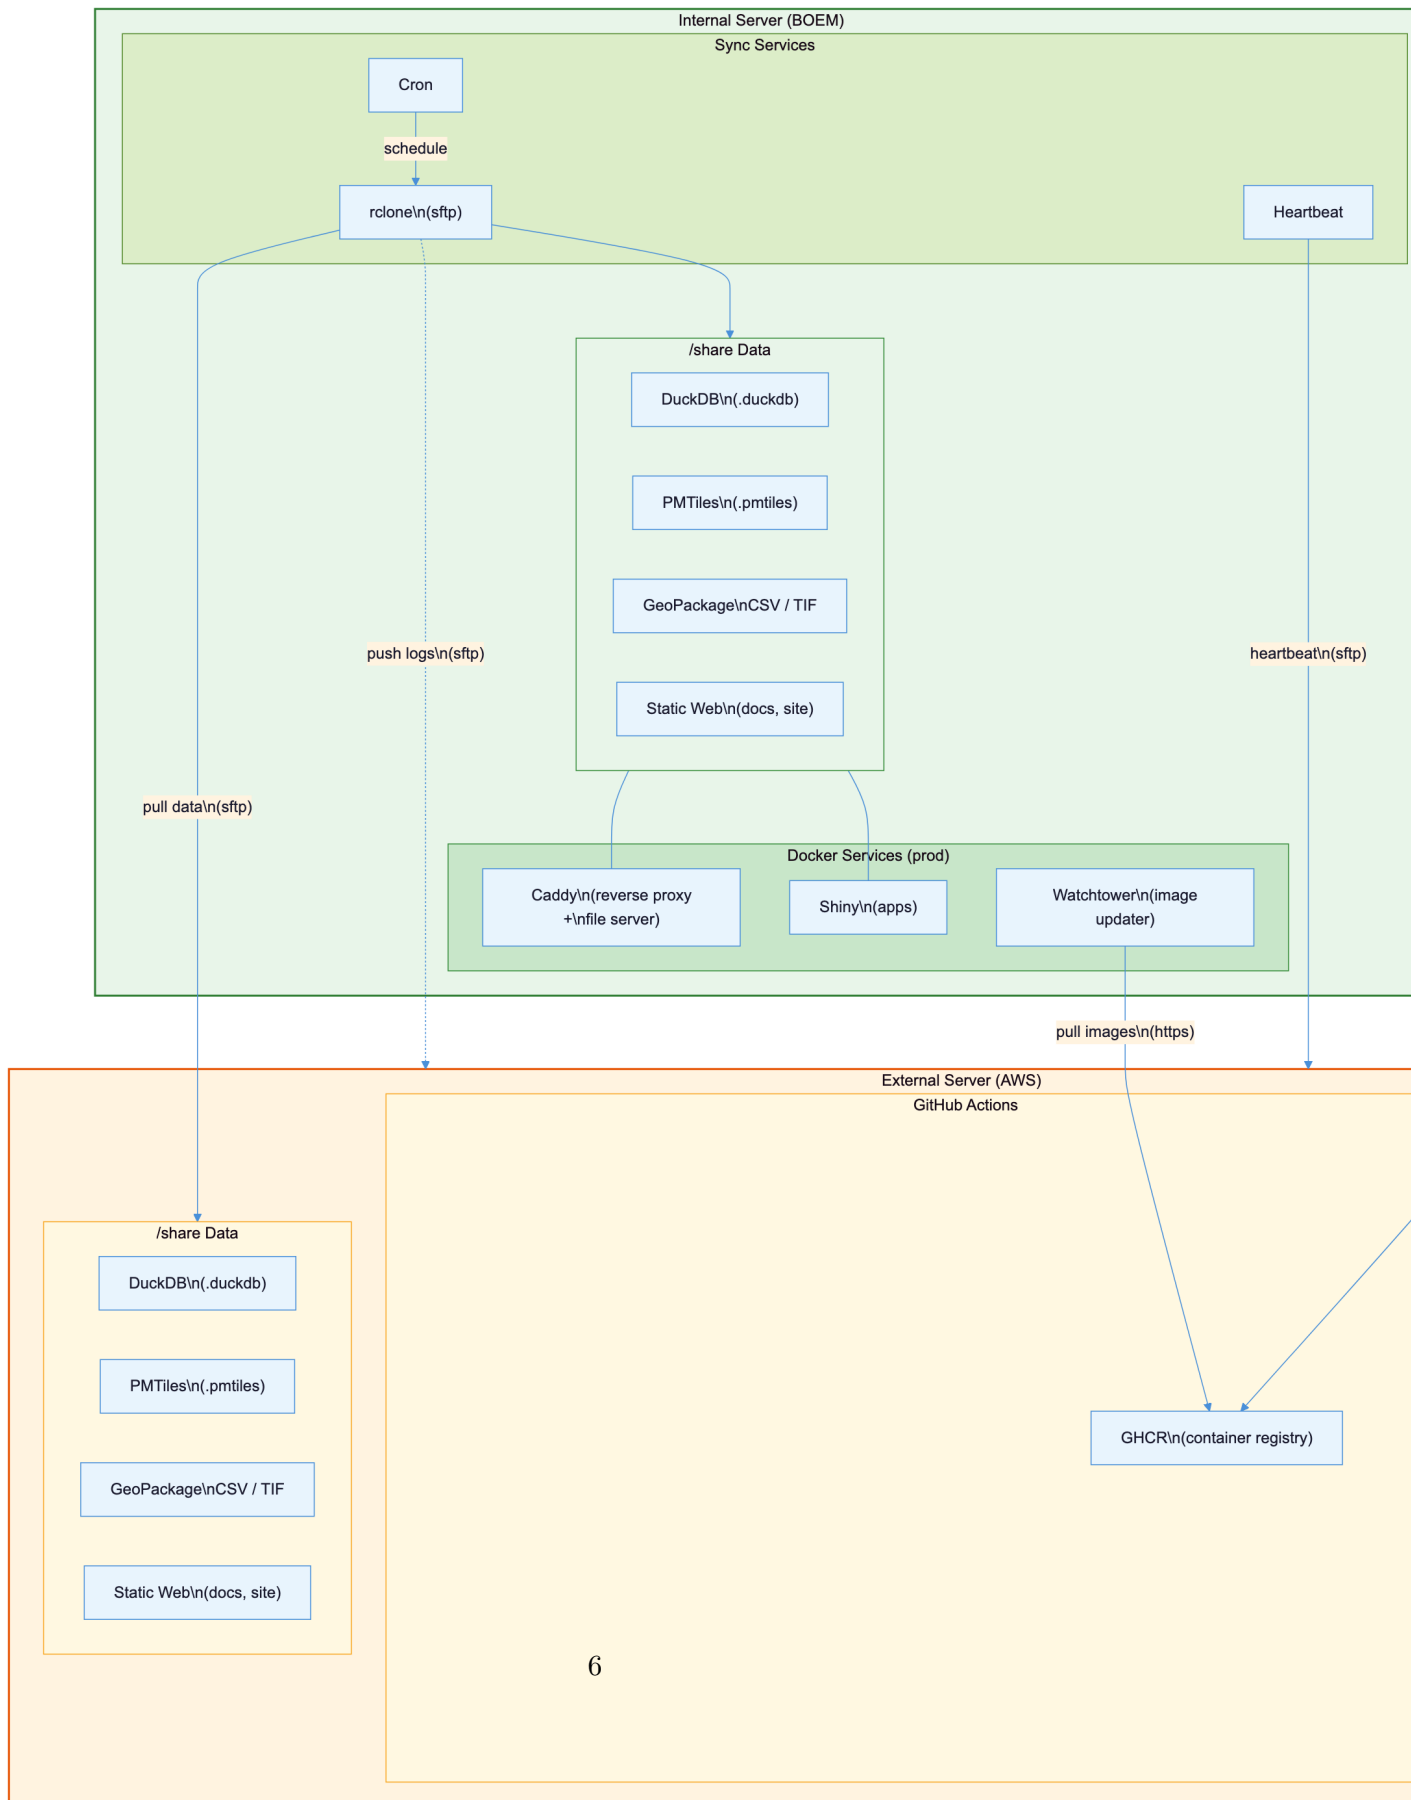 Internal Server (BOEM)
Sync Services
Cron
schedule
rclone\n(sftp)
Heartbeat
/share Data
DuckDB\n(.duckdb)
PMTiles\n(.pmtiles)
GeoPackage\nCSV / TIF
push logs\n(sftp)
heartbeat\n(sftp)
Static Web\n(docs, site)
pull data\n(sftp)
Docker Services (prod)
Caddy\n(reverse proxy
+\nfile server)
Shiny\n(apps)
Watchtower\n(image
updater)
pull images\n(https)
External Server (AWS)
GitHub Actions
/share Data
DuckDB\n(.duckdb)
PMTiles\n(.pmtiles)
GHCR\n(container registry)
GeoPackage\nCSV / TIF
Static Web\n(docs, site)
6